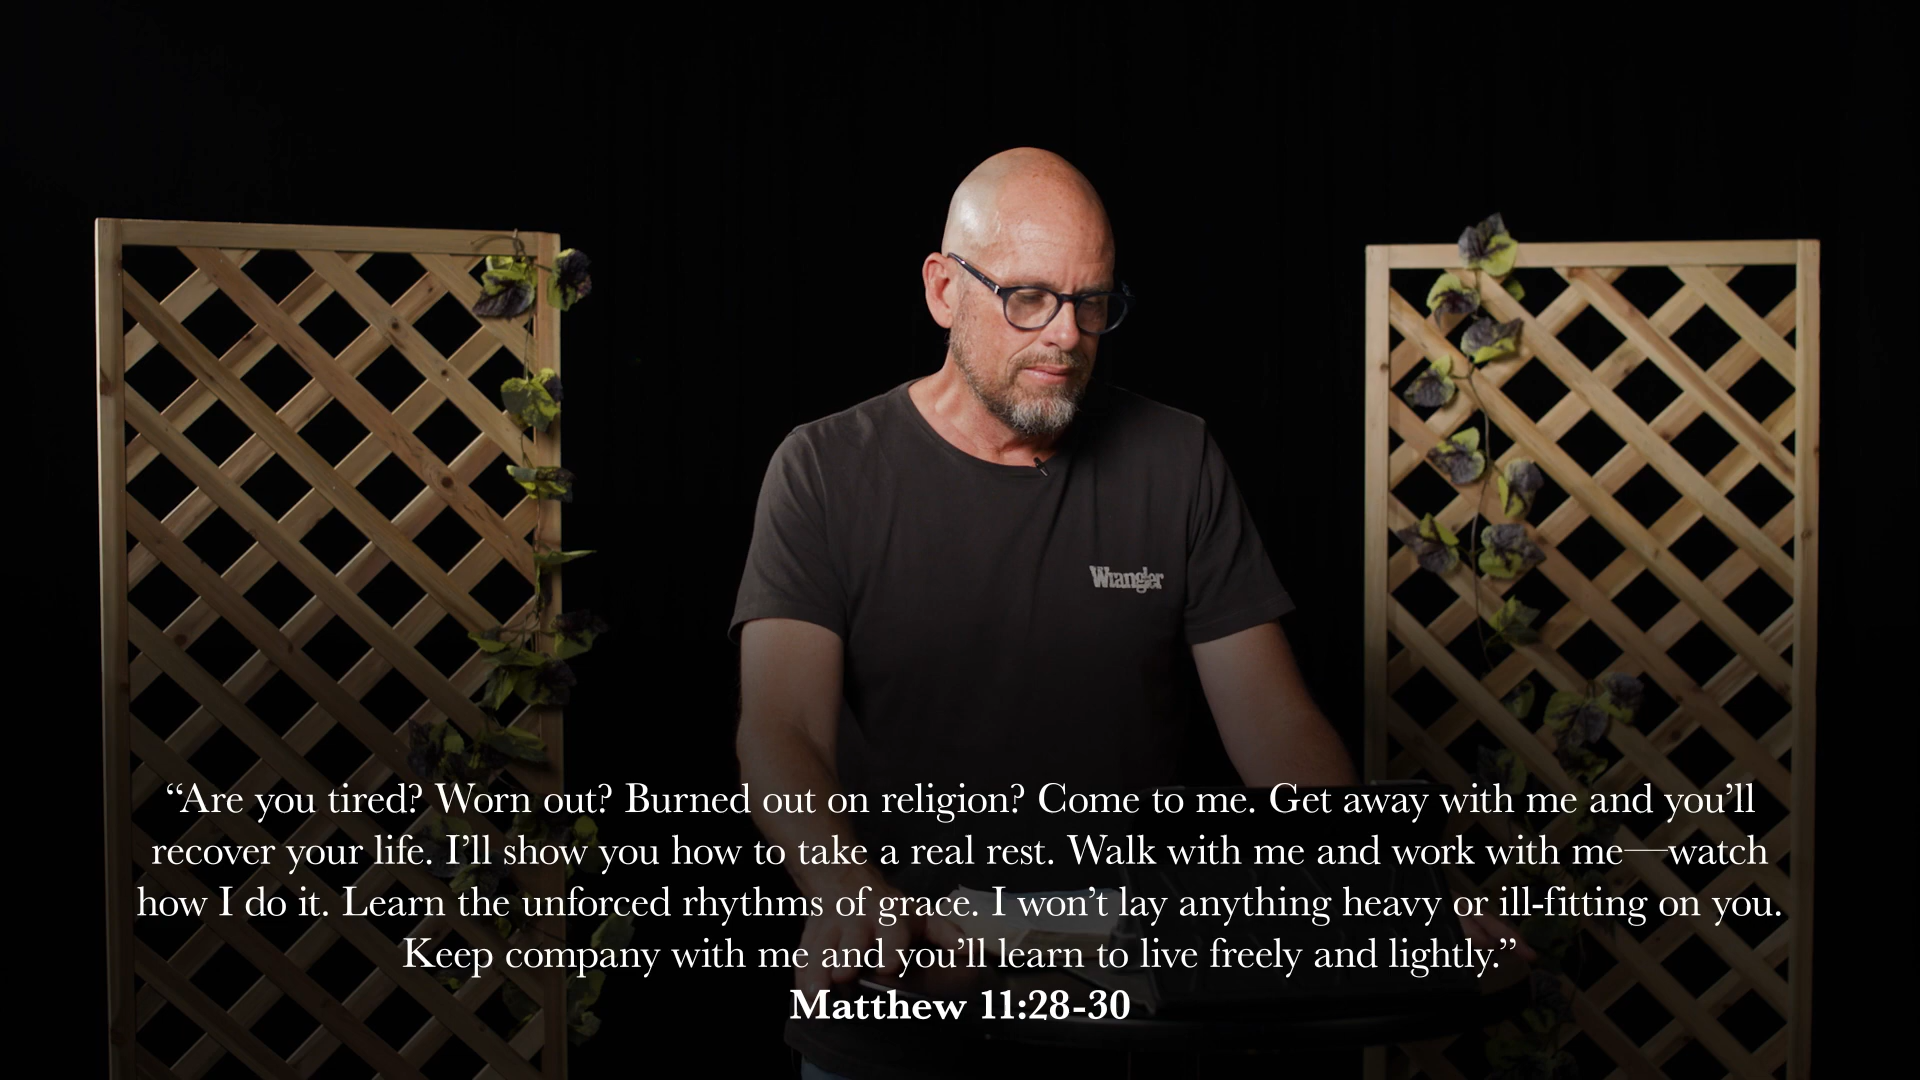 Wrangler
“Are you tired? Worn out? Burned out on religion? Come to me. Get away with me and you’ll
recover your life. I’ll show you how to take a real rest. Walk with me and work with me—watch
how I do it. Learn the unforced rhythms of grace. I won’t lay anything heavy or ill-fitting on you.
Keep company with me and you’ll learn to live freely and lightly.”
Matthew 11:28-30